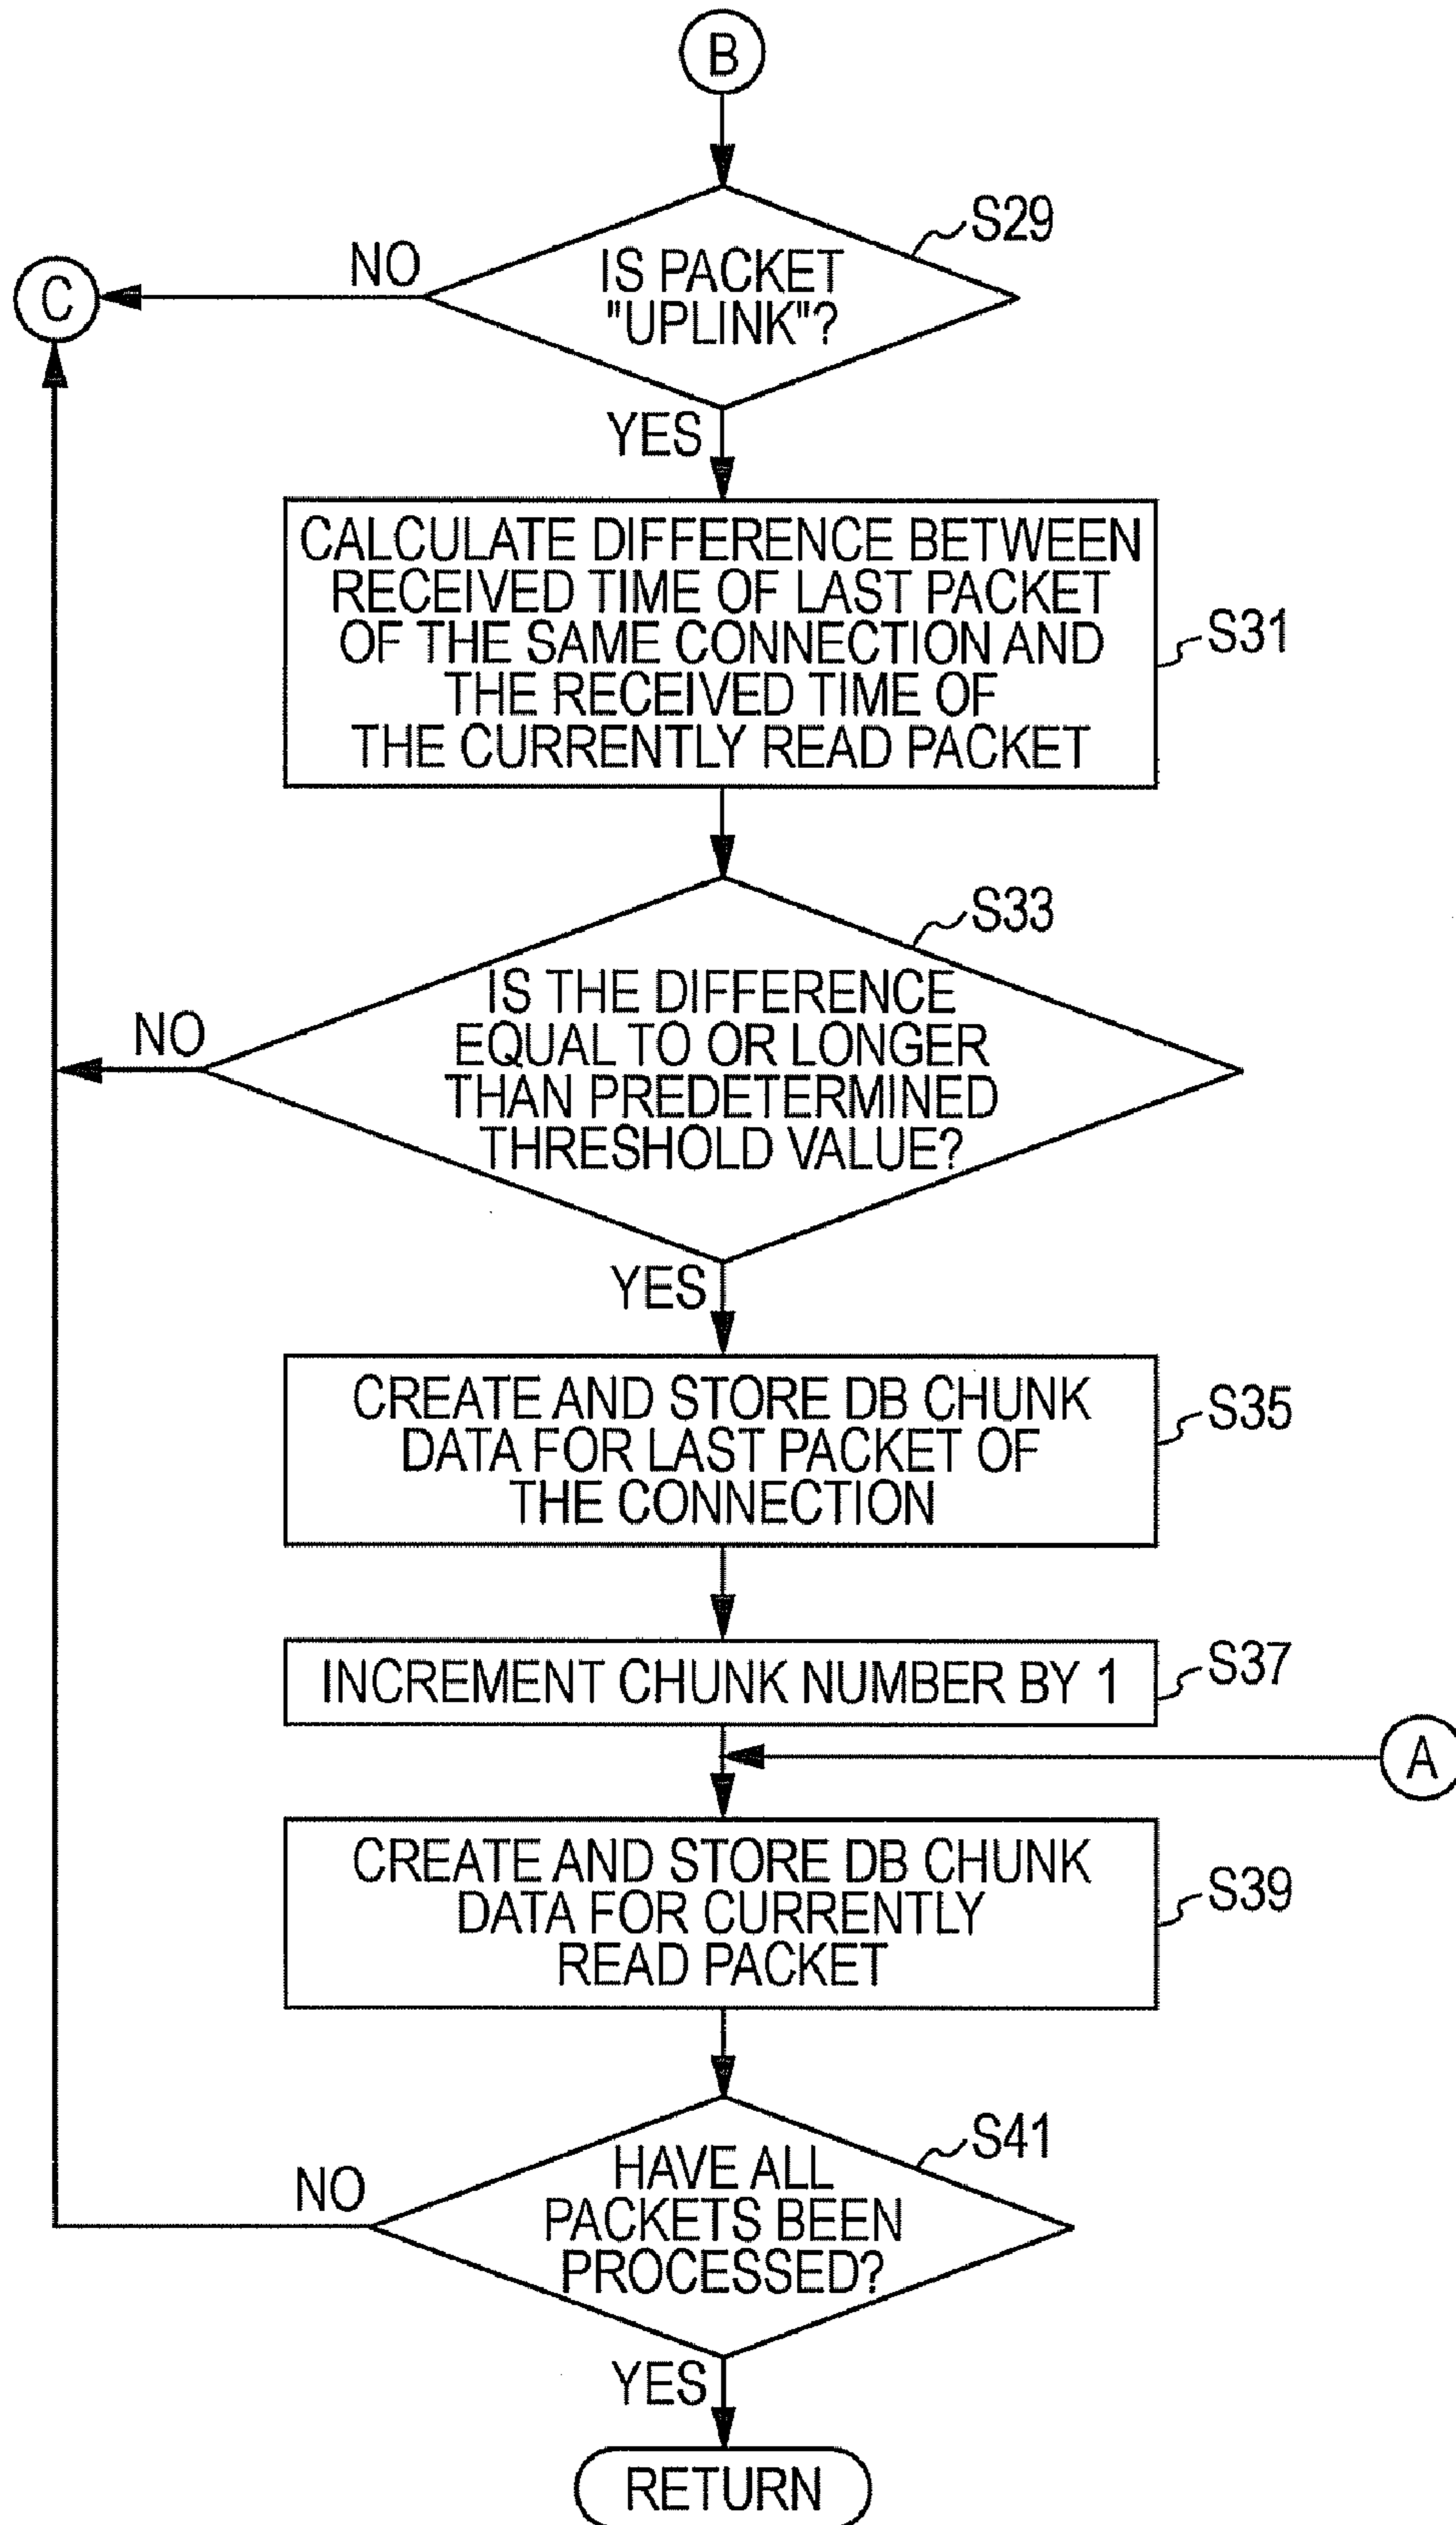 B
S29
NO
IS PACKET
"UPLINK"?
C
YES
CALCULATE DIFFERENCE BETWEEN
RECEIVED TIME OF LAST PACKET
OF THE SAME CONNECTION AND
THE RECEIVED TIME OF
THE CURRENTLY READ PACKET
S31
S33
IS THE DIFFERENCE
EQUAL TO OR LONGER
THAN PREDETERMINED
THRESHOLD VALUE?
NO
YES
CREATE AND STORE DB CHUNK
DATA FOR LAST PACKET OF
THE CONNECTION
S35
INCREMENT CHUNK NUMBER BY 1
S37
A
CREATE AND STORE DB CHUNK
DATA FOR CURRENTLY
READ PACKET
S39
S41
HAVE ALL
PACKETS BEEN
PROCESSED?
NO
YES
RETURN